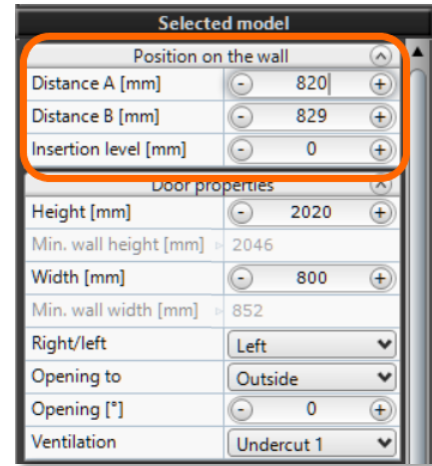 Selected model
Position on the wall
Distance A [mm] - 820 +
Distance B [mm] - 829 +
Insertion level [mm] - 0 +
Door properties
Height [mm] - 2020 +
Min. wall height [mm] 2046
Width [mm] - 800 +
Min. wall width [mm] 852
Right/left Left
Opening to Outside
Opening [°] - 0 +
Ventilation Undercut 1